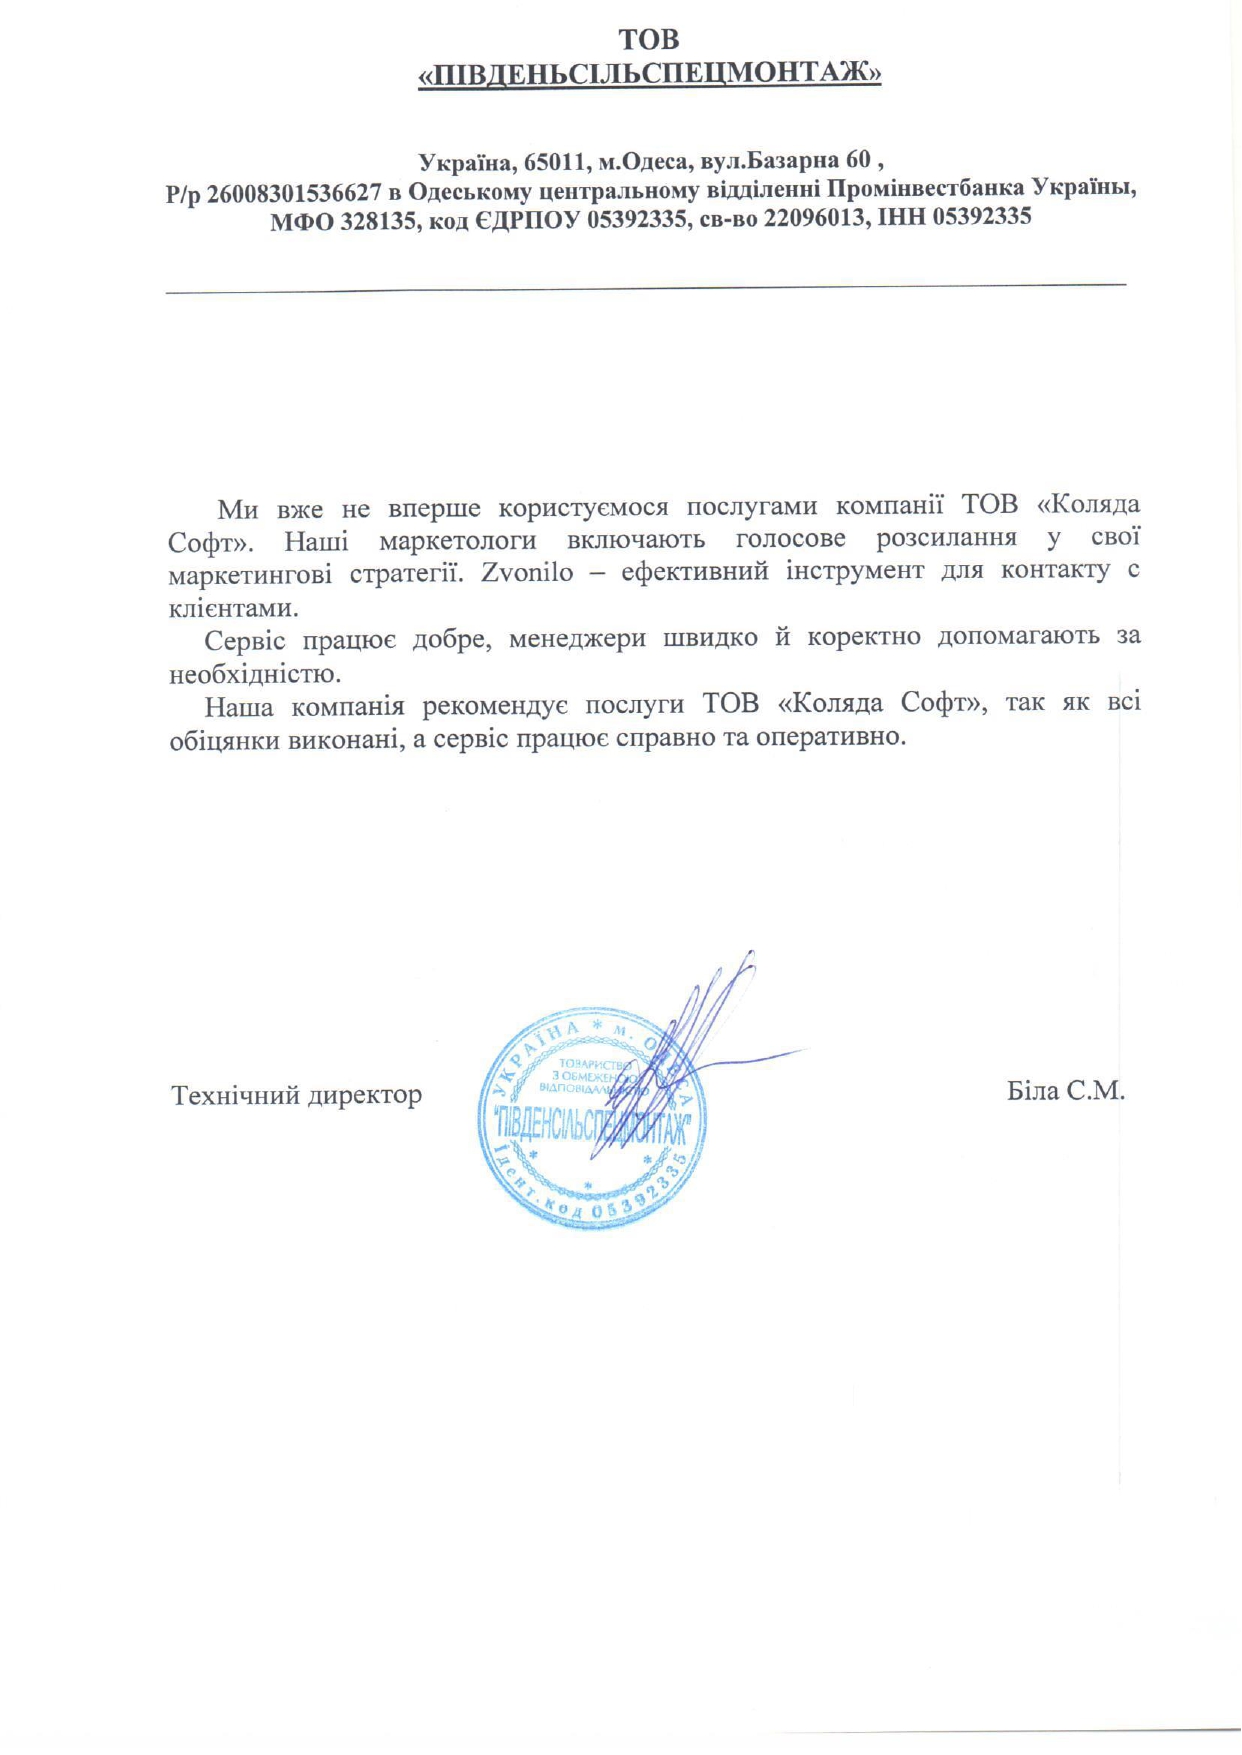 ТОВ
«ПІВДЕНЬСІЛЬСПЕЦМОНТАЖ»
Україна, 65011, м.Одеса, вул.Базарна 60 ,
Р/р 26008301536627 в Одеському центральному відділенні Промінвестбанка Україны,
МФО 328135, код ЄДРПОУ 05392335, св-во 22096013, ІНН 05392335
Ми вже не вперше користуємося послугами компанії ТОВ «Коляда
Софт». Наші маркетологи включають голосове розсилання у свої
маркетингові стратегії. Zvonilo – ефективний інструмент для контакту с
клієнтами.
Сервіс працює добре, менеджери швидко й коректно допомагають за
необхідністю.
Наша компанія рекомендує послуги ТОВ «Коляда Софт», так як всі
обіцянки виконані, а сервіс працює справно та оперативно.
Технічний директор
Біла С.М.
УКРАЇНА * м. ОДЕСА
ТОВАРИСТВО
З ОБМЕЖЕНОЮ
ВІДПОВІДАЛЬНІСТЮ
"ПІВДЕНСІЛЬСПЕЦМОНТАЖ"
Ідент.код 05392335